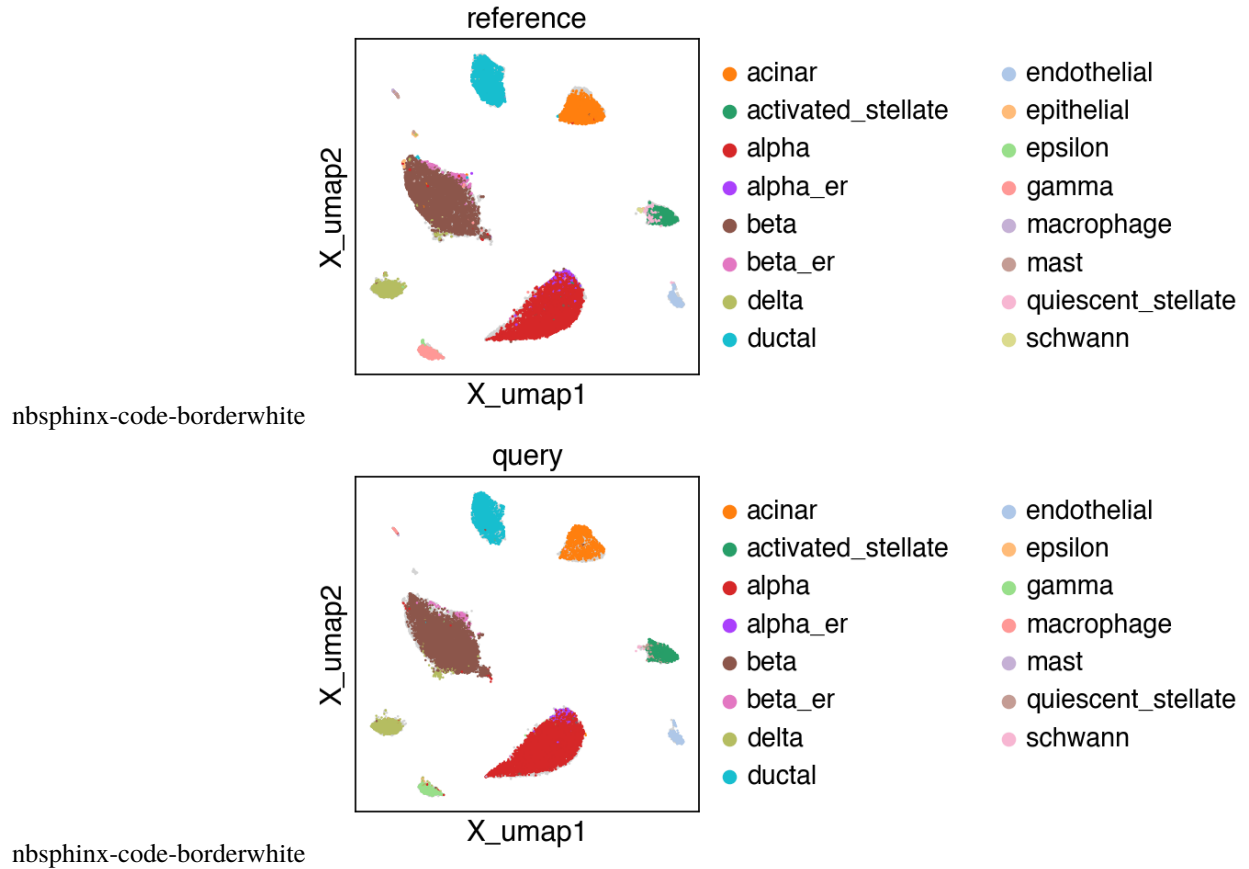 reference
X_umap2
X_umap1
acinar
activated_stellate
alpha
alpha_er
beta
beta_er
delta
ductal
endothelial
epithelial
epsilon
gamma
macrophage
mast
quiescent_stellate
schwann
nbsphinx-code-borderwhite
query
X_umap2
X_umap1
acinar
activated_stellate
alpha
alpha_er
beta
beta_er
delta
ductal
endothelial
epsilon
gamma
macrophage
mast
quiescent_stellate
schwann
nbsphinx-code-borderwhite